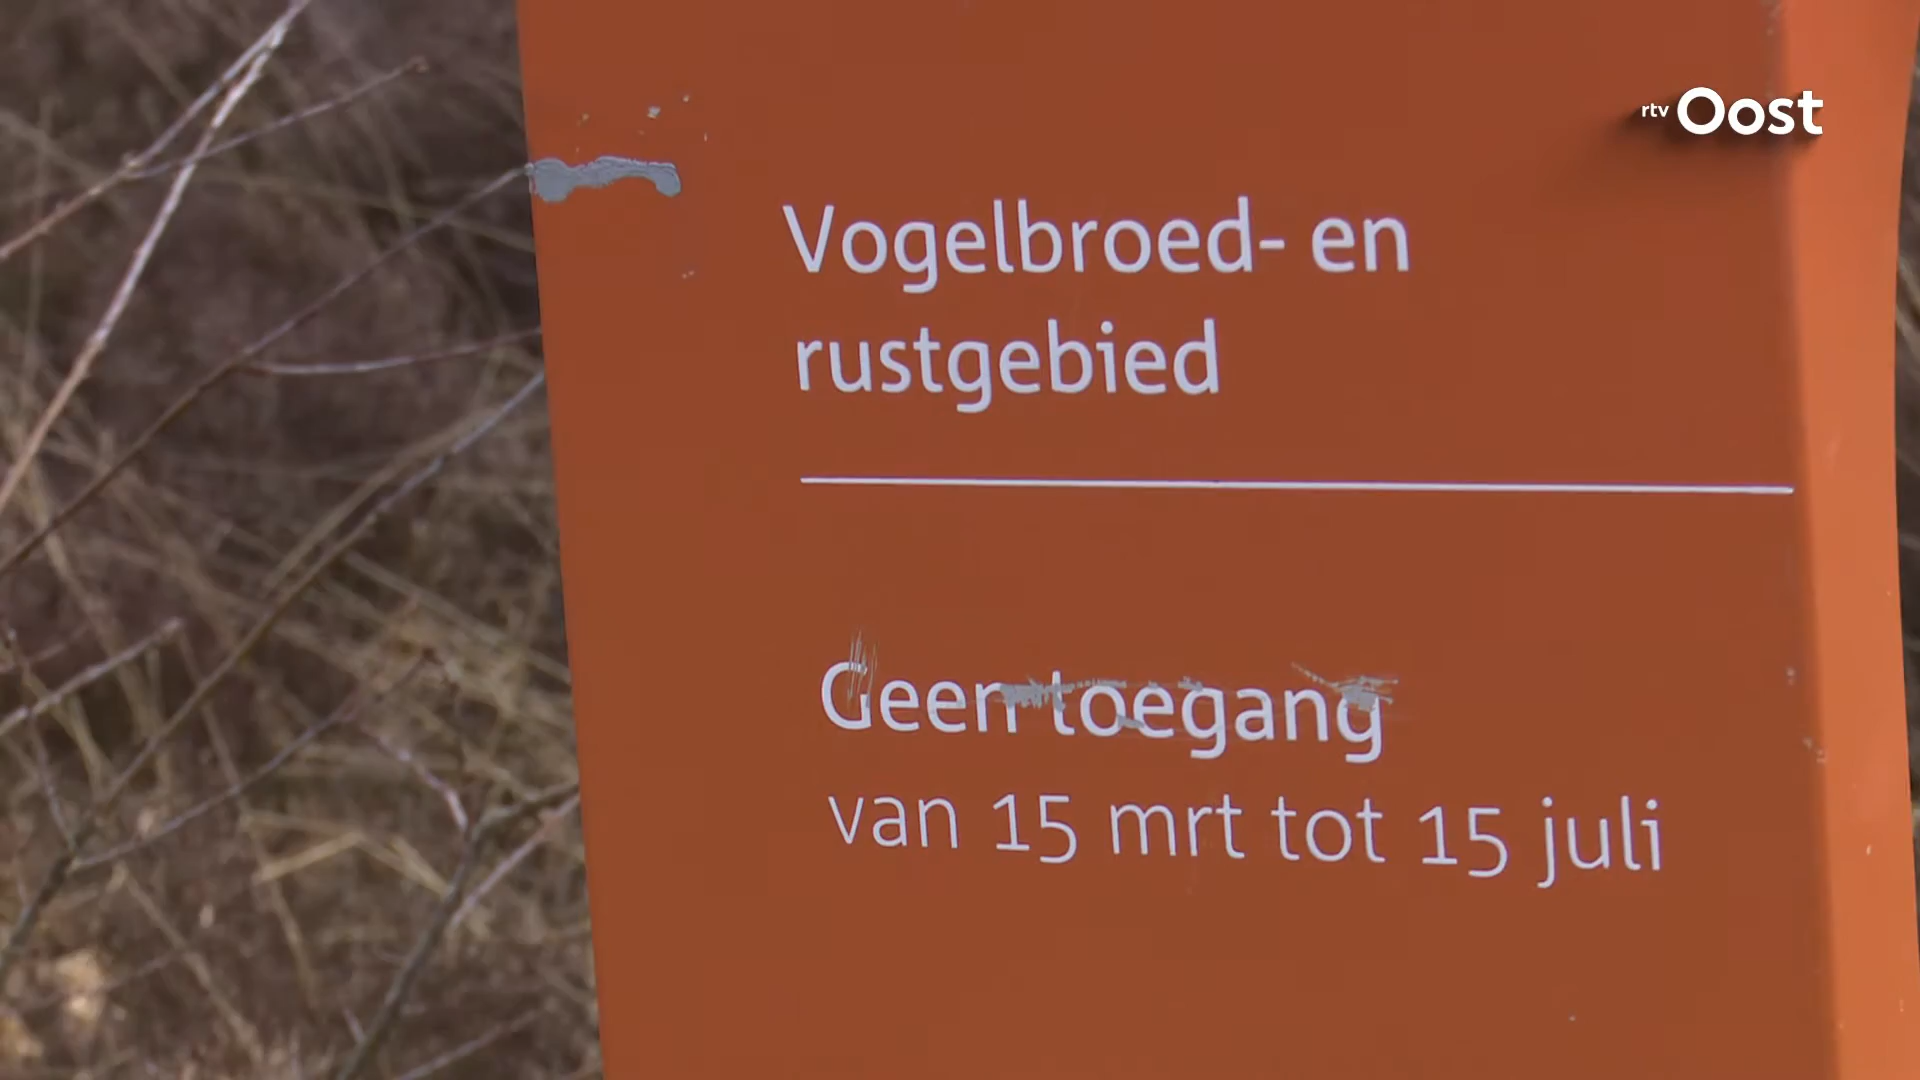 rtv Oost
Vogelbroed- en
rustgebied
Geen toegang
van 15 mrt tot 15 juli